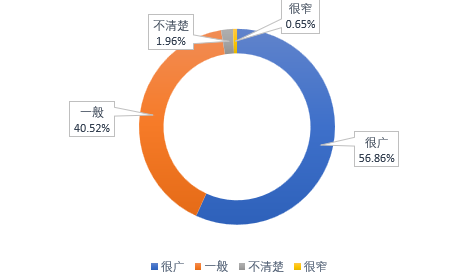 很窄
0.65%
不清楚
1.96%
一般
40.52%
很广
56.86%
很广 一般 不清楚 很窄